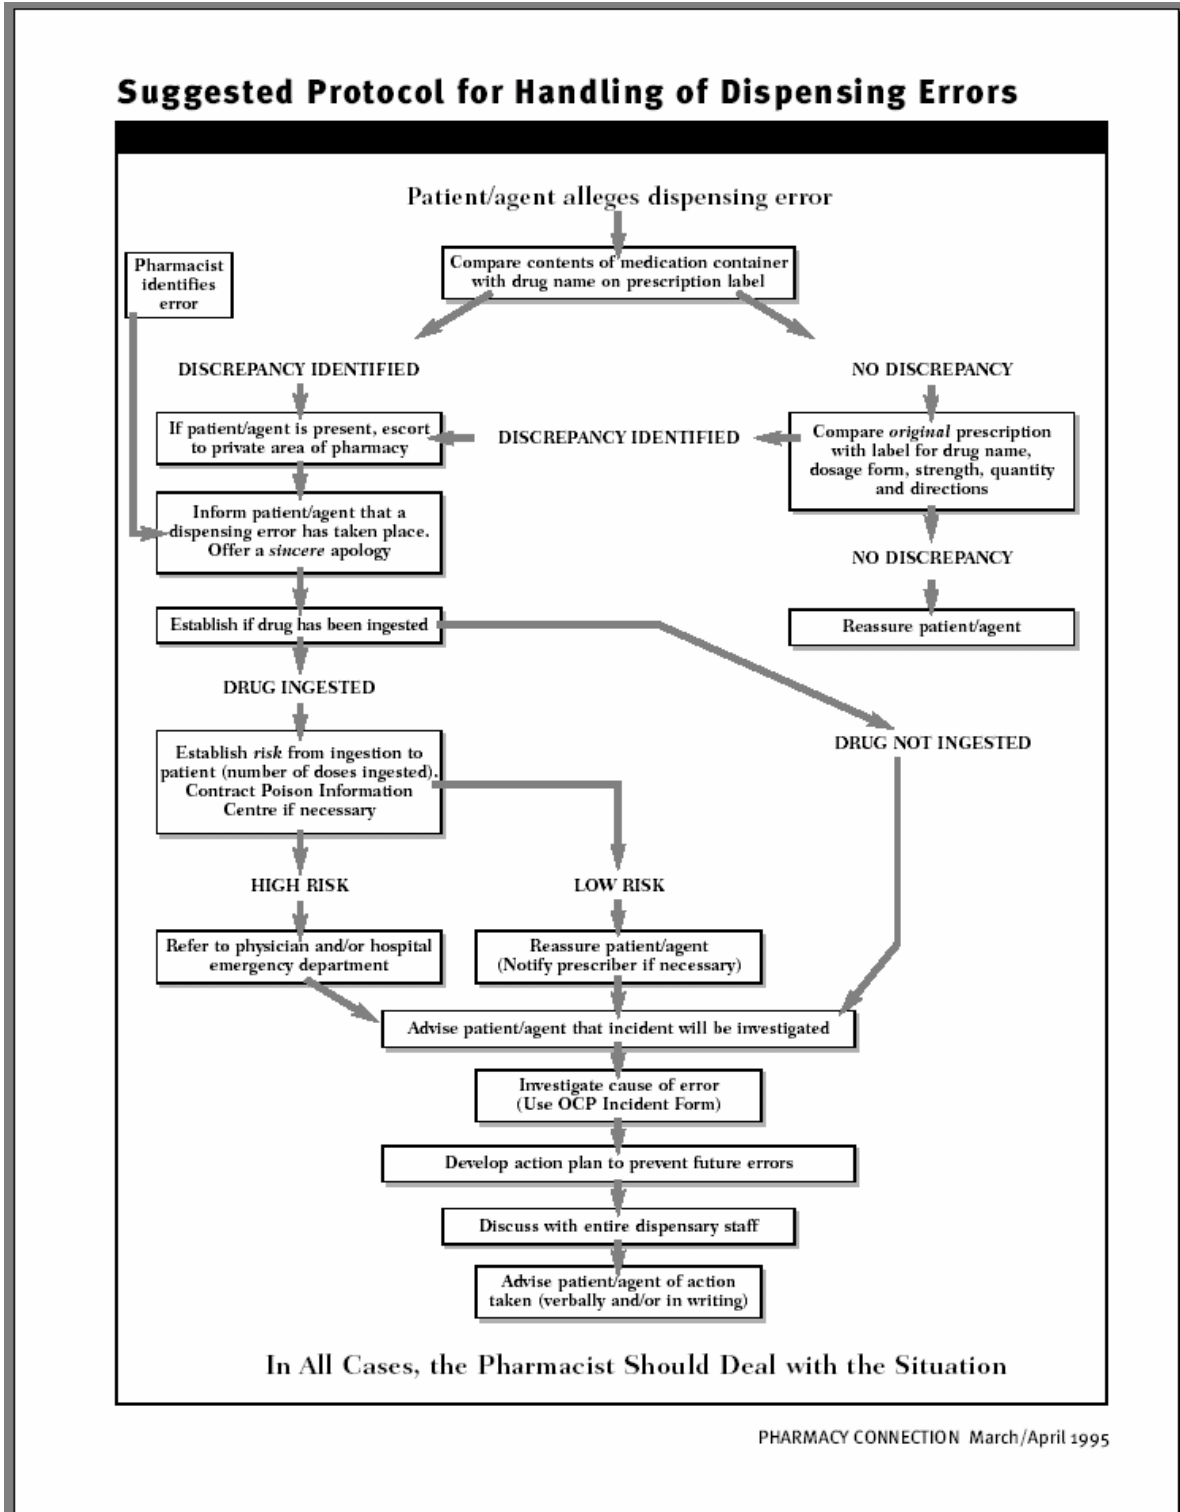 Suggested Protocol for Handling of Dispensing Errors
Patient/agent alleges dispensing error
Pharmacist
identifies
error
Compare contents of medication container
with drug name on prescription label
DISCREPANCY IDENTIFIED
NO DISCREPANCY
If patient/agent is present, escort
to private area of pharmacy
DISCREPANCY IDENTIFIED
Compare original prescription
with label for drug name,
dosage form, strength, quantity
and directions
Inform patient/agent that a
dispensing error has taken place.
Offer a sincere apology
NO DISCREPANCY
Establish if drug has been ingested
Reassure patient/agent
DRUG INGESTED
DRUG NOT INGESTED
Establish risk from ingestion to
patient (number of doses ingested).
Contract Poison Information
Centre if necessary
HIGH RISK
LOW RISK
Refer to physician and/or hospital
emergency department
Reassure patient/agent
(Notify prescriber if necessary)
Advise patient/agent that incident will be investigated
Investigate cause of error
(Use OCP Incident Form)
Develop action plan to prevent future errors
Discuss with entire dispensary staff
Advise patient/agent of action
taken (verbally and/or in writing)
In All Cases, the Pharmacist Should Deal with the Situation
PHARMACY CONNECTION March/April 1995